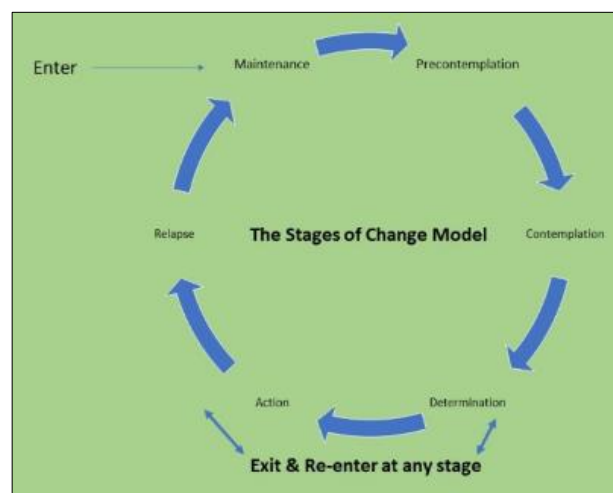 Enter
Maintenance
Precontemplation
Relapse
The Stages of Change Model
Contemplation
Action
Determination
Exit & Re-enter at any stage